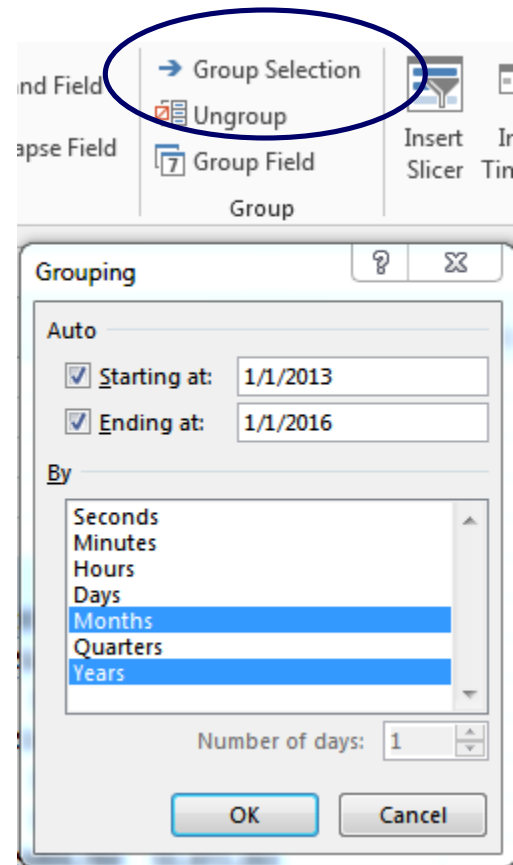 nd Field
Group Selection
Ungroup
apse Field
7 Group Field
Insert
Slicer
Group
Grouping
?
Auto
Starting at: 1/1/2013
Ending at: 1/1/2016
By
Seconds
Minutes
Hours
Days
Months
Quarters
Years
Number of days: 1
OK Cancel